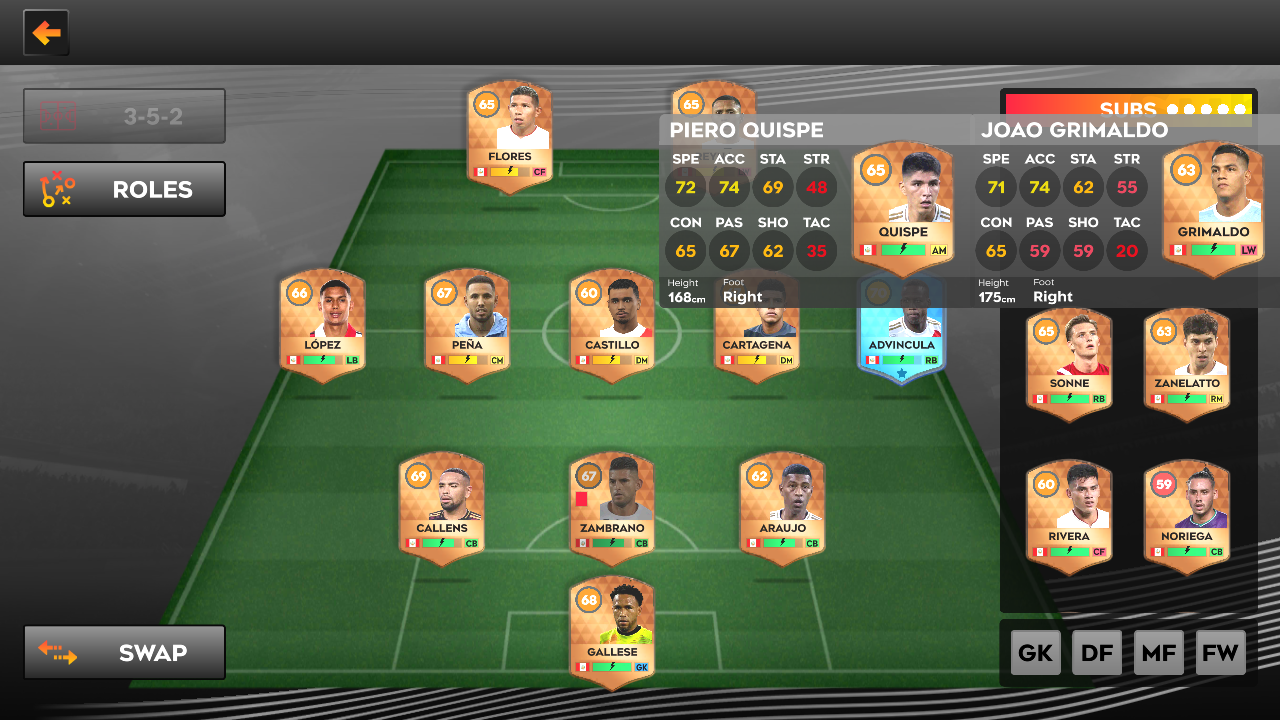 3-5-2
ROLES
SUBS
65
FLORES
CF
65
PIERO QUISPE
SPE ACC STA STR
72 74 69 48
CON PAS SHO TAC
65 67 62 35
Height
168cm
Foot
Right
65
QUISPE
AM
JOAO GRIMALDO
SPE ACC STA STR
71 74 62 55
CON PAS SHO TAC
65 59 59 20
Height
175cm
Foot
Right
63
GRIMALDO
LW
66
LÓPEZ
LB
67
PEÑA
CM
60
CASTILLO
DM
CARTAGENA
DM
ADVINCULA
RB
65
SONNE
RB
63
ZANELATTO
RM
69
CALLENS
CB
67
ZAMBRANO
CB
62
ARAUJO
CB
60
RIVERA
CF
59
NORIEGA
CB
68
GALLESE
GK
SWAP
GK DF MF FW